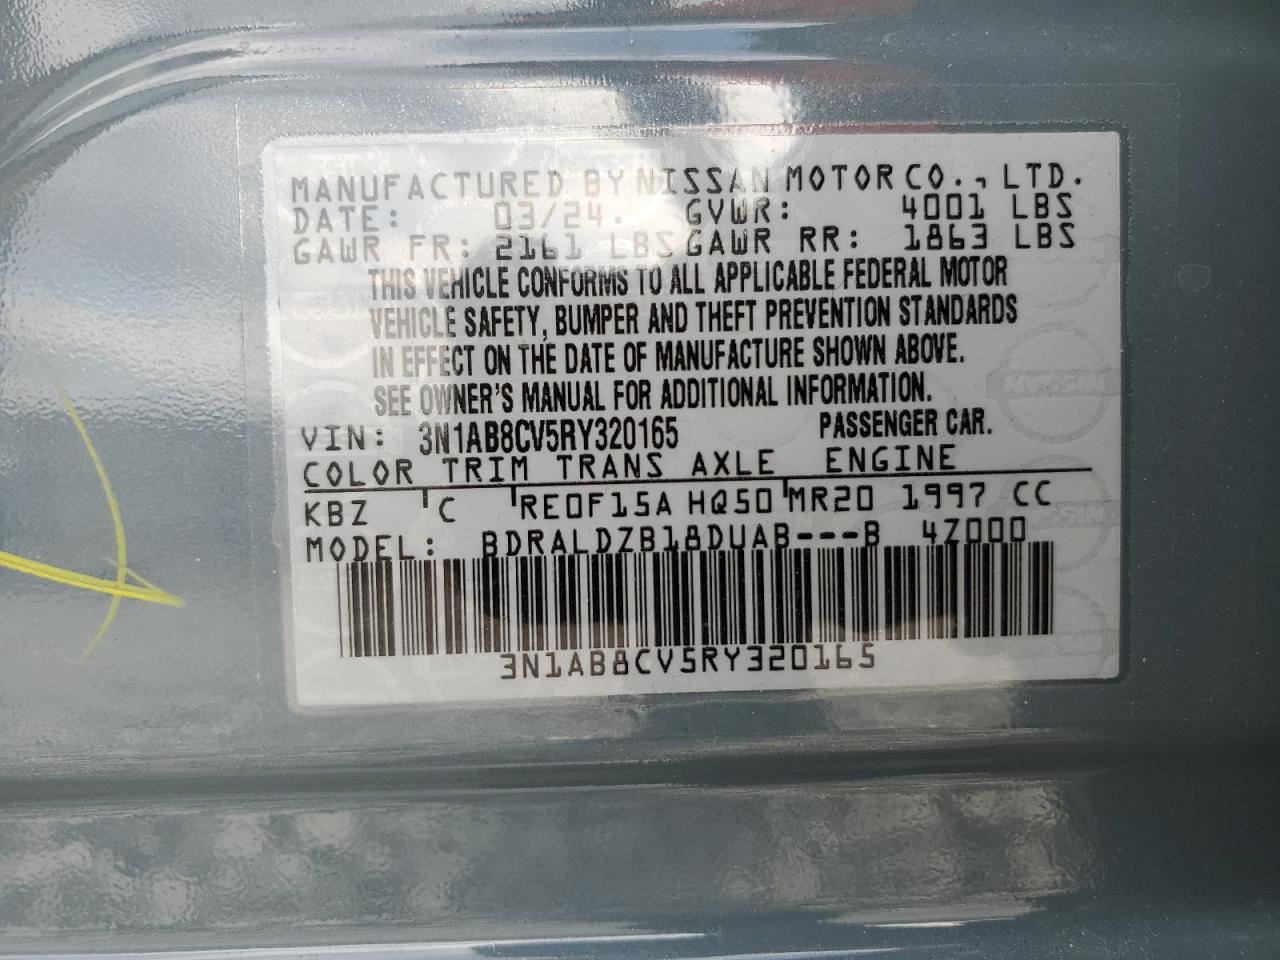 MANUFACTURED BY NISSAN MOTOR CO., LTD.
DATE: 03/24. GVWR: 4001 LBS
GAWR FR: 2161 LBS GAWR RR: 1863 LBS
THIS VEHICLE CONFORMS TO ALL APPLICABLE FEDERAL MOTOR
VEHICLE SAFETY, BUMPER AND THEFT PREVENTION STANDARDS
IN EFFECT ON THE DATE OF MANUFACTURE SHOWN ABOVE.
SEE OWNER'S MANUAL FOR ADDITIONAL INFORMATION.
VIN: 3N1AB8CV5RY320165 PASSENGER CAR.
COLOR TRIM TRANS AXLE ENGINE
KBZ C RE0F15A HQ50 MR20 1997 CC
MODEL: BDRALDZB18DUAB---B 4Z000
3N1AB8CV5RY320165